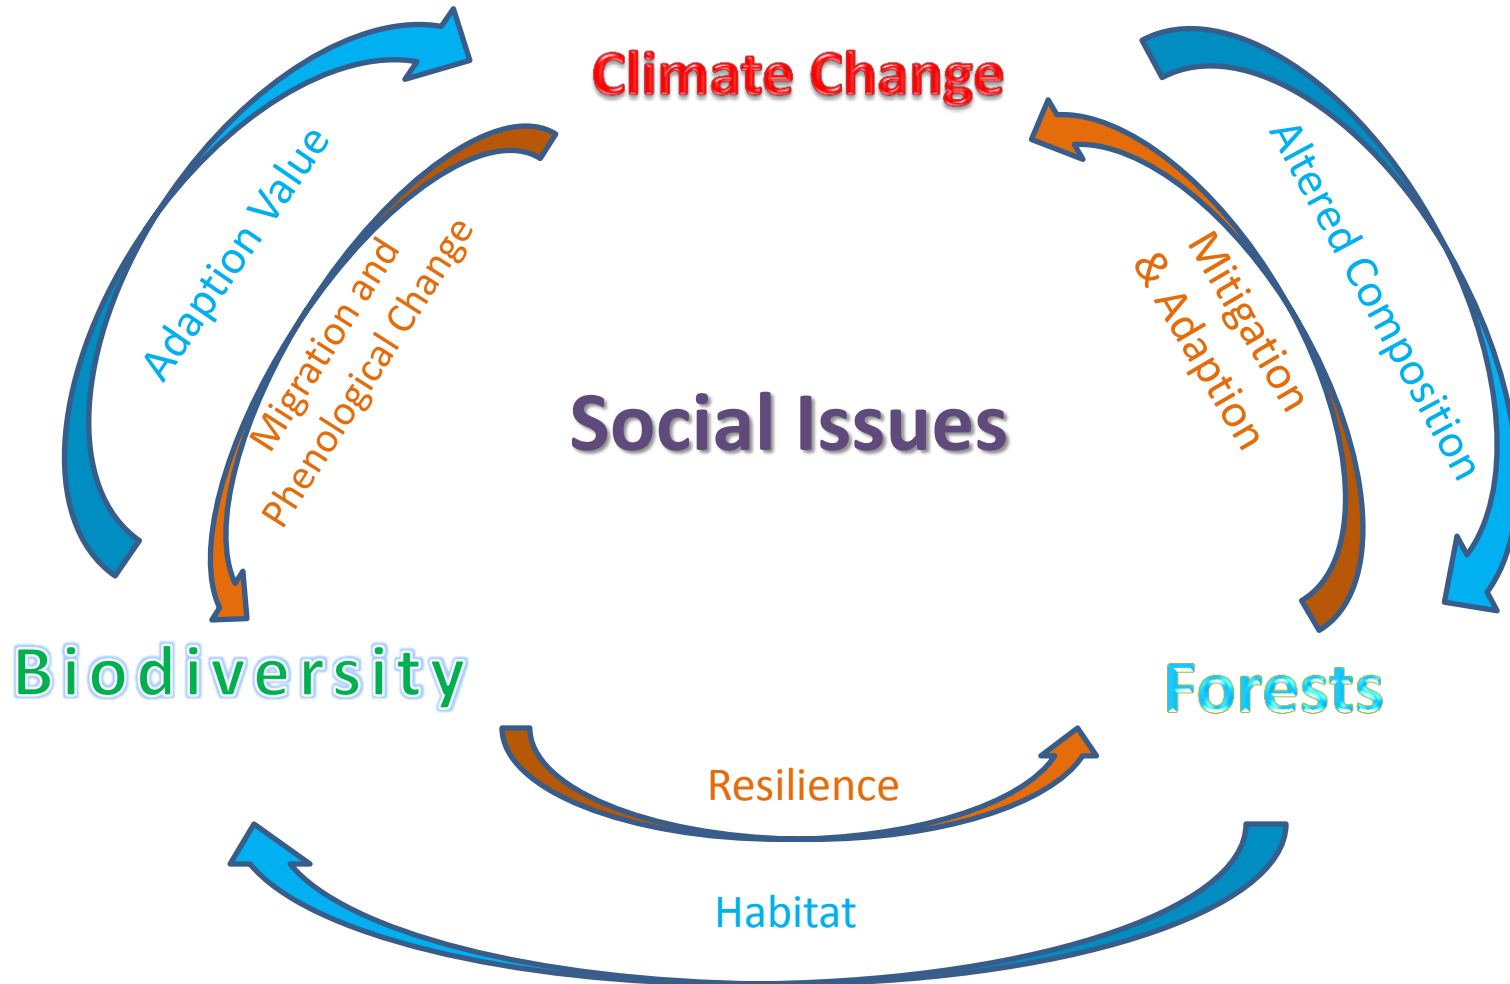 Climate Change
Adaption Value
Migration and
Phenological Change
Altered Composition
Mitigation
& Adaption
Social Issues
Biodiversity
Forests
Resilience
Habitat